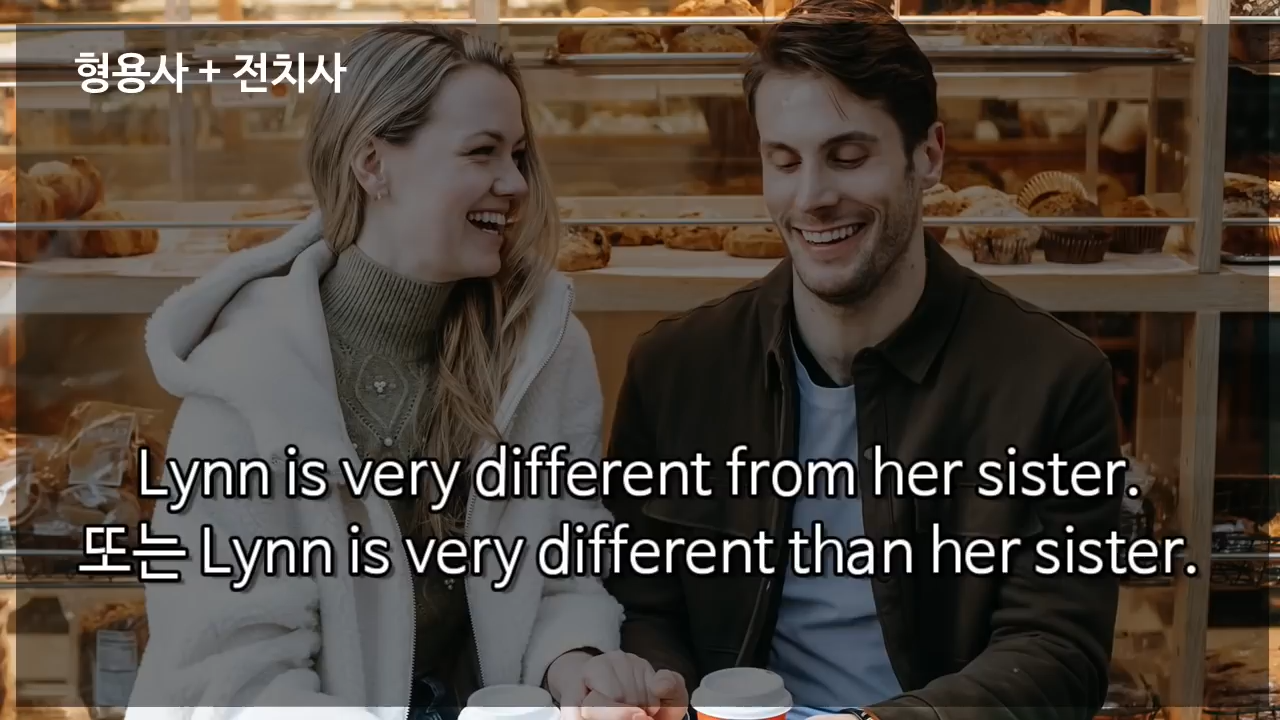 형용사 + 전치사
Lynn is very different from her sister.
또는 Lynn is very different than her sister.